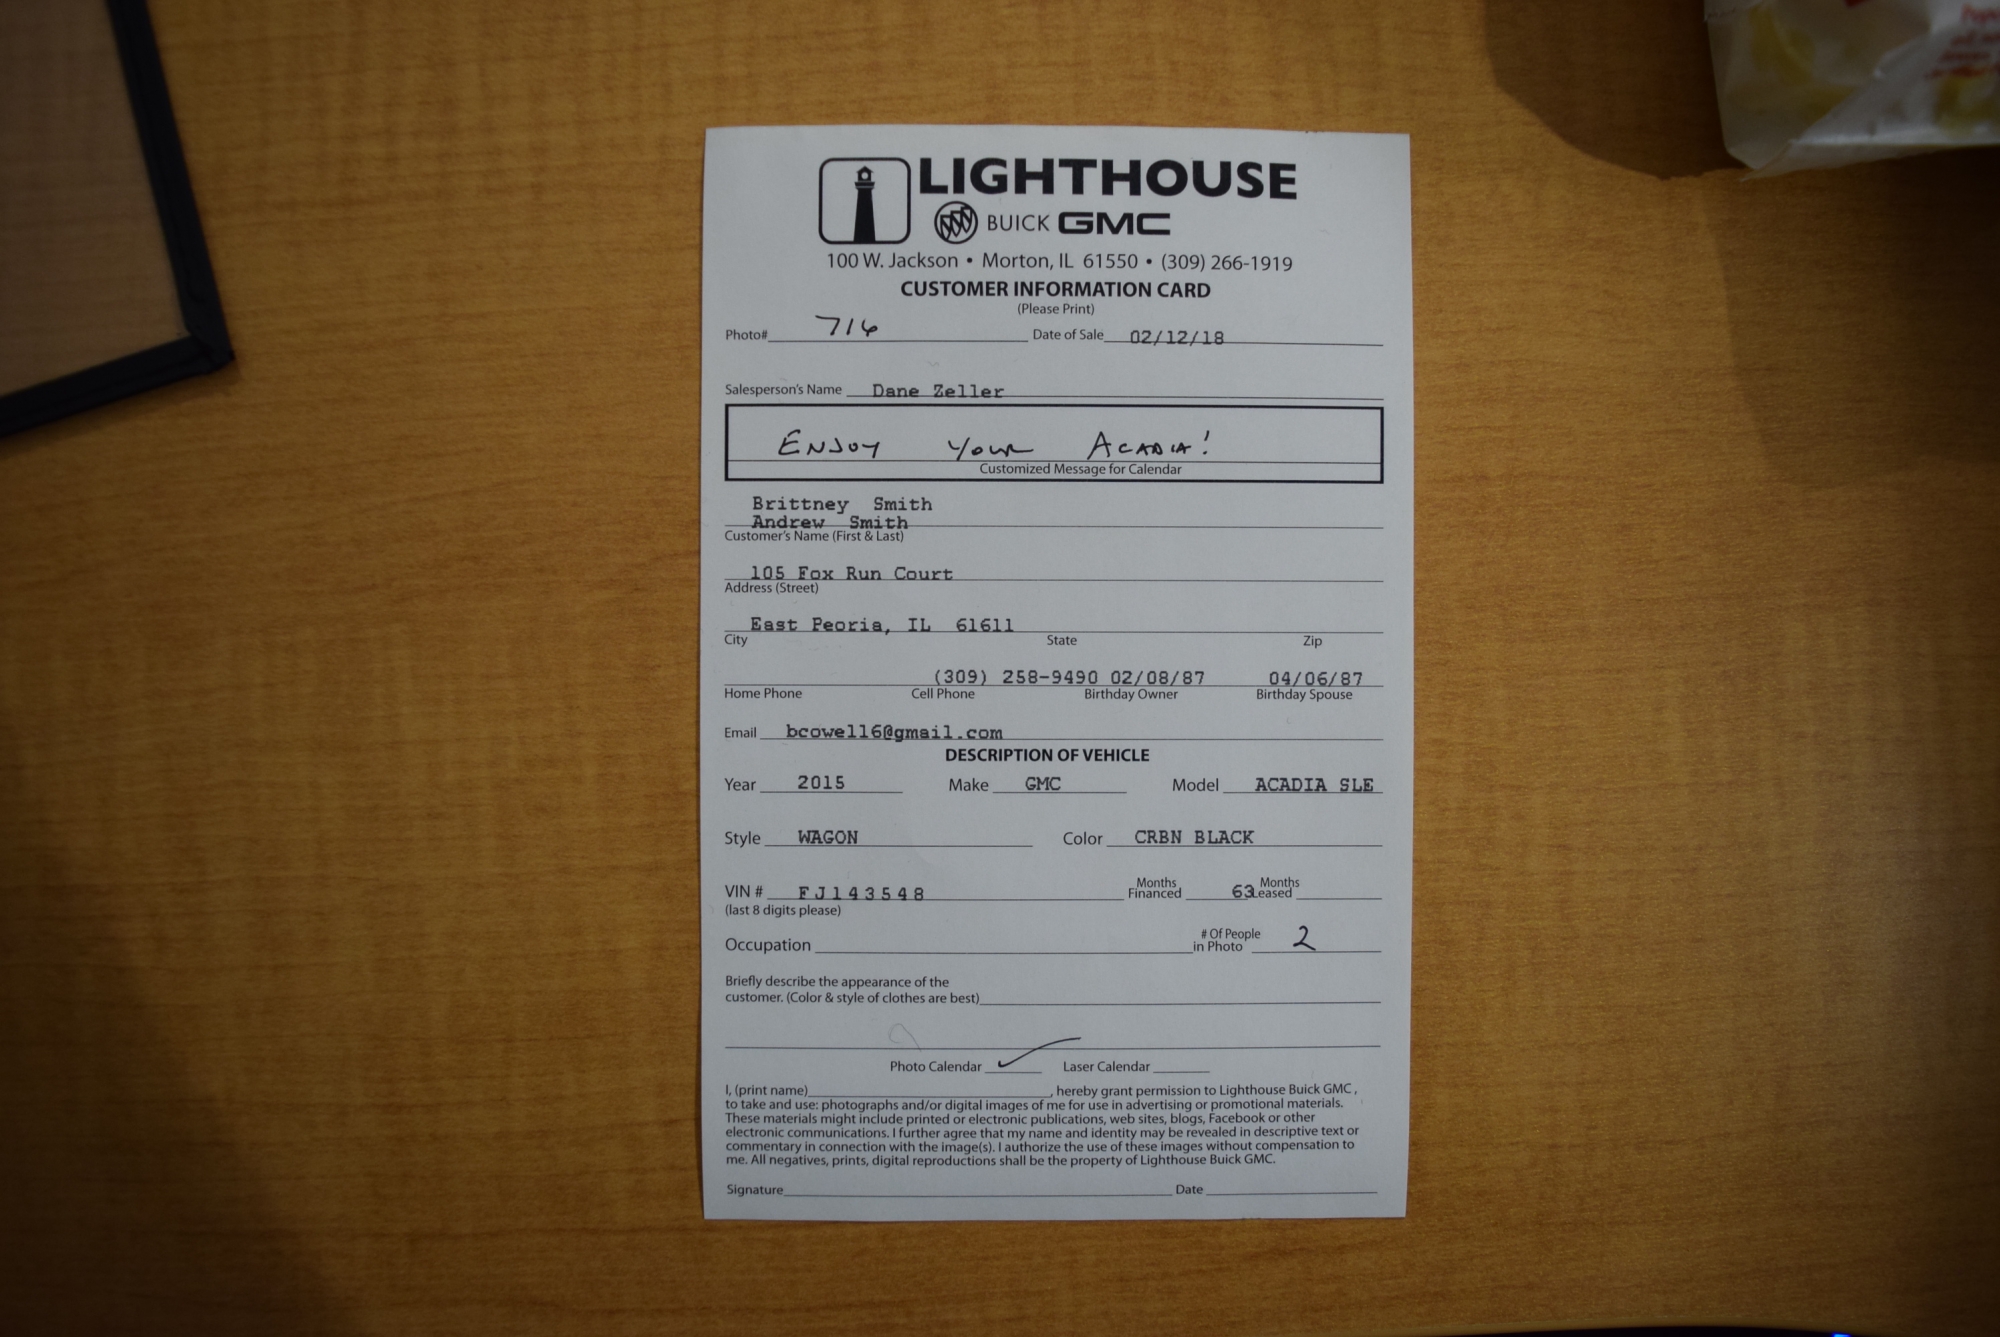 LIGHTHOUSE
BUICK GMC
100 W. Jackson • Morton, IL 61550 • (309) 266-1919
CUSTOMER INFORMATION CARD
(Please Print)
Photo# 716 Date of Sale 02/12/18
Salesperson's Name Dane Zeller
ENJOY YOUR ACADIA!
Customized Message for Calendar
Brittney Smith
Andrew Smith
Customer's Name (First & Last)
105 Fox Run Court
Address (Street)
East Peoria, IL 61611
City State Zip
(309) 258-9490 02/08/87 04/06/87
Home Phone Cell Phone Birthday Owner Birthday Spouse
Email bcowell6@gmail.com
DESCRIPTION OF VEHICLE
Year 2015 Make GMC Model ACADIA SLE
Style WAGON Color CRBN BLACK
VIN # FJ143548 Months Financed 63 Months Leased
(last 8 digits please)
Occupation # Of People in Photo 2
Briefly describe the appearance of the
customer. (Color & style of clothes are best)
Photo Calendar Laser Calendar
I, (print name) , hereby grant permission to Lighthouse Buick GMC,
to take and use: photographs and/or digital images of me for use in advertising or promotional materials.
These materials might include printed or electronic publications, web sites, blogs, Facebook or other
electronic communications. I further agree that my name and identity may be revealed in descriptive text or
commentary in connection with the image(s). I authorize the use of these images without compensation to
me. All negatives, prints, digital reproductions shall be the property of Lighthouse Buick GMC.
Signature Date